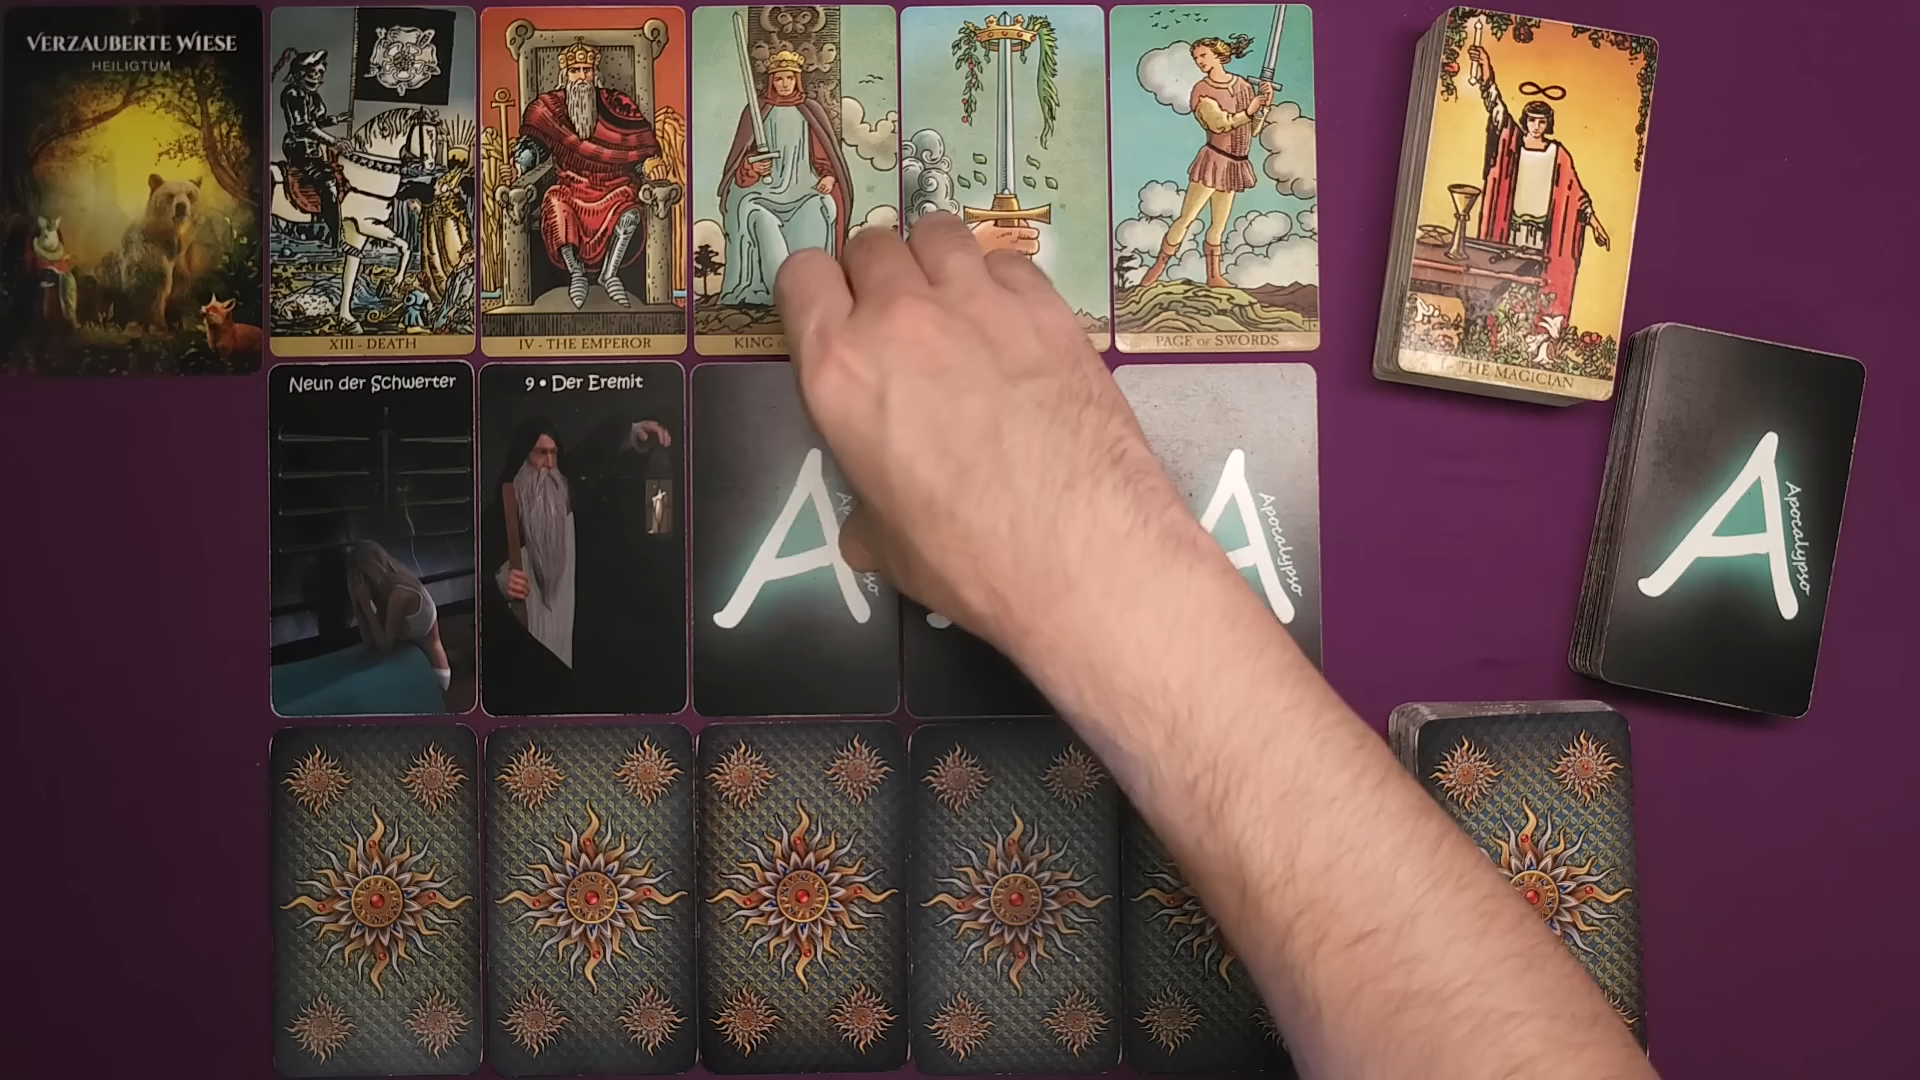 VERZAUBERTE WIESE
HEILIGTUM
XIII - DEATH
IV - THE EMPEROR
KING
PAGE OF SWORDS
THE MAGICIAN
Neun der Schwerter
9 • Der Eremit
A
A
Apocalypso
A
Apocalypso